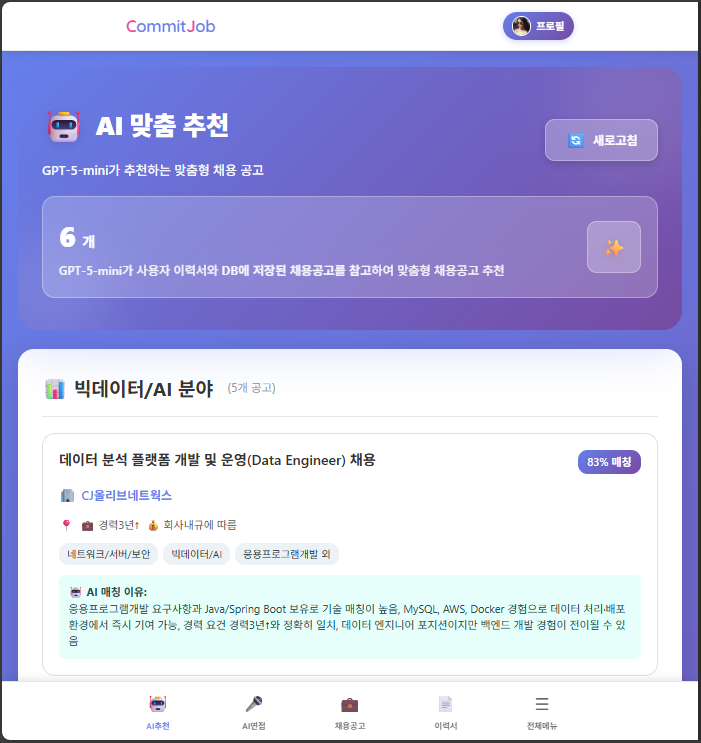 CommitJob
프로필
AI 맞춤 추천
새로고침
GPT-5-mini가 추천하는 맞춤형 채용 공고
6 개
GPT-5-mini가 사용자 이력서와 DB에 저장된 채용공고를 참고하여 맞춤형 채용공고 추천
빅데이터/AI 분야 (5개 공고)
데이터 분석 플랫폼 개발 및 운영(Data Engineer) 채용
83% 매칭
CJ올리브네트웍스
경력3년↑ 회사내규에 따름
네트워크/서버/보안 빅데이터/AI 응용프로그램개발 외
AI 매칭 이유:
응용프로그램개발 요구사항과 Java/Spring Boot 보유로 기술 매칭이 높음, MySQL, AWS, Docker 경험으로 데이터 처리·배포
환경에서 즉시 기여 가능, 경력 요건 경력3년↑와 정확히 일치, 데이터 엔지니어 포지션이지만 백엔드 개발 경험이 전이될 수 있
음
AI추천 AI면접 채용공고 이력서 전체메뉴